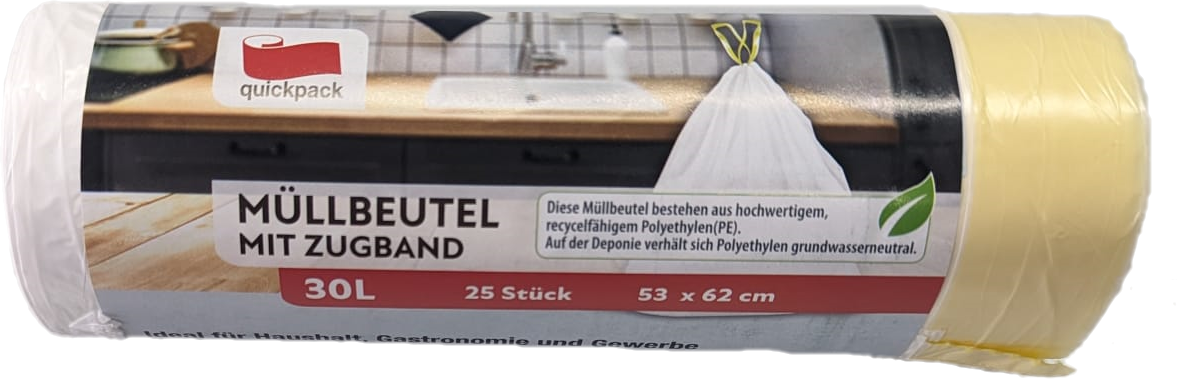 quickpack
MÜLLBEUTEL
MIT ZUGBAND
Diese Müllbeutel bestehen aus hochwertigem,
recycelfähigem Polyethylen(PE).
Auf der Deponie verhält sich Polyethylen grundwasserneutral.
30L 25 Stück 53 x 62 cm
Ideal für Haushalt, Gastronomie und Gewerbe